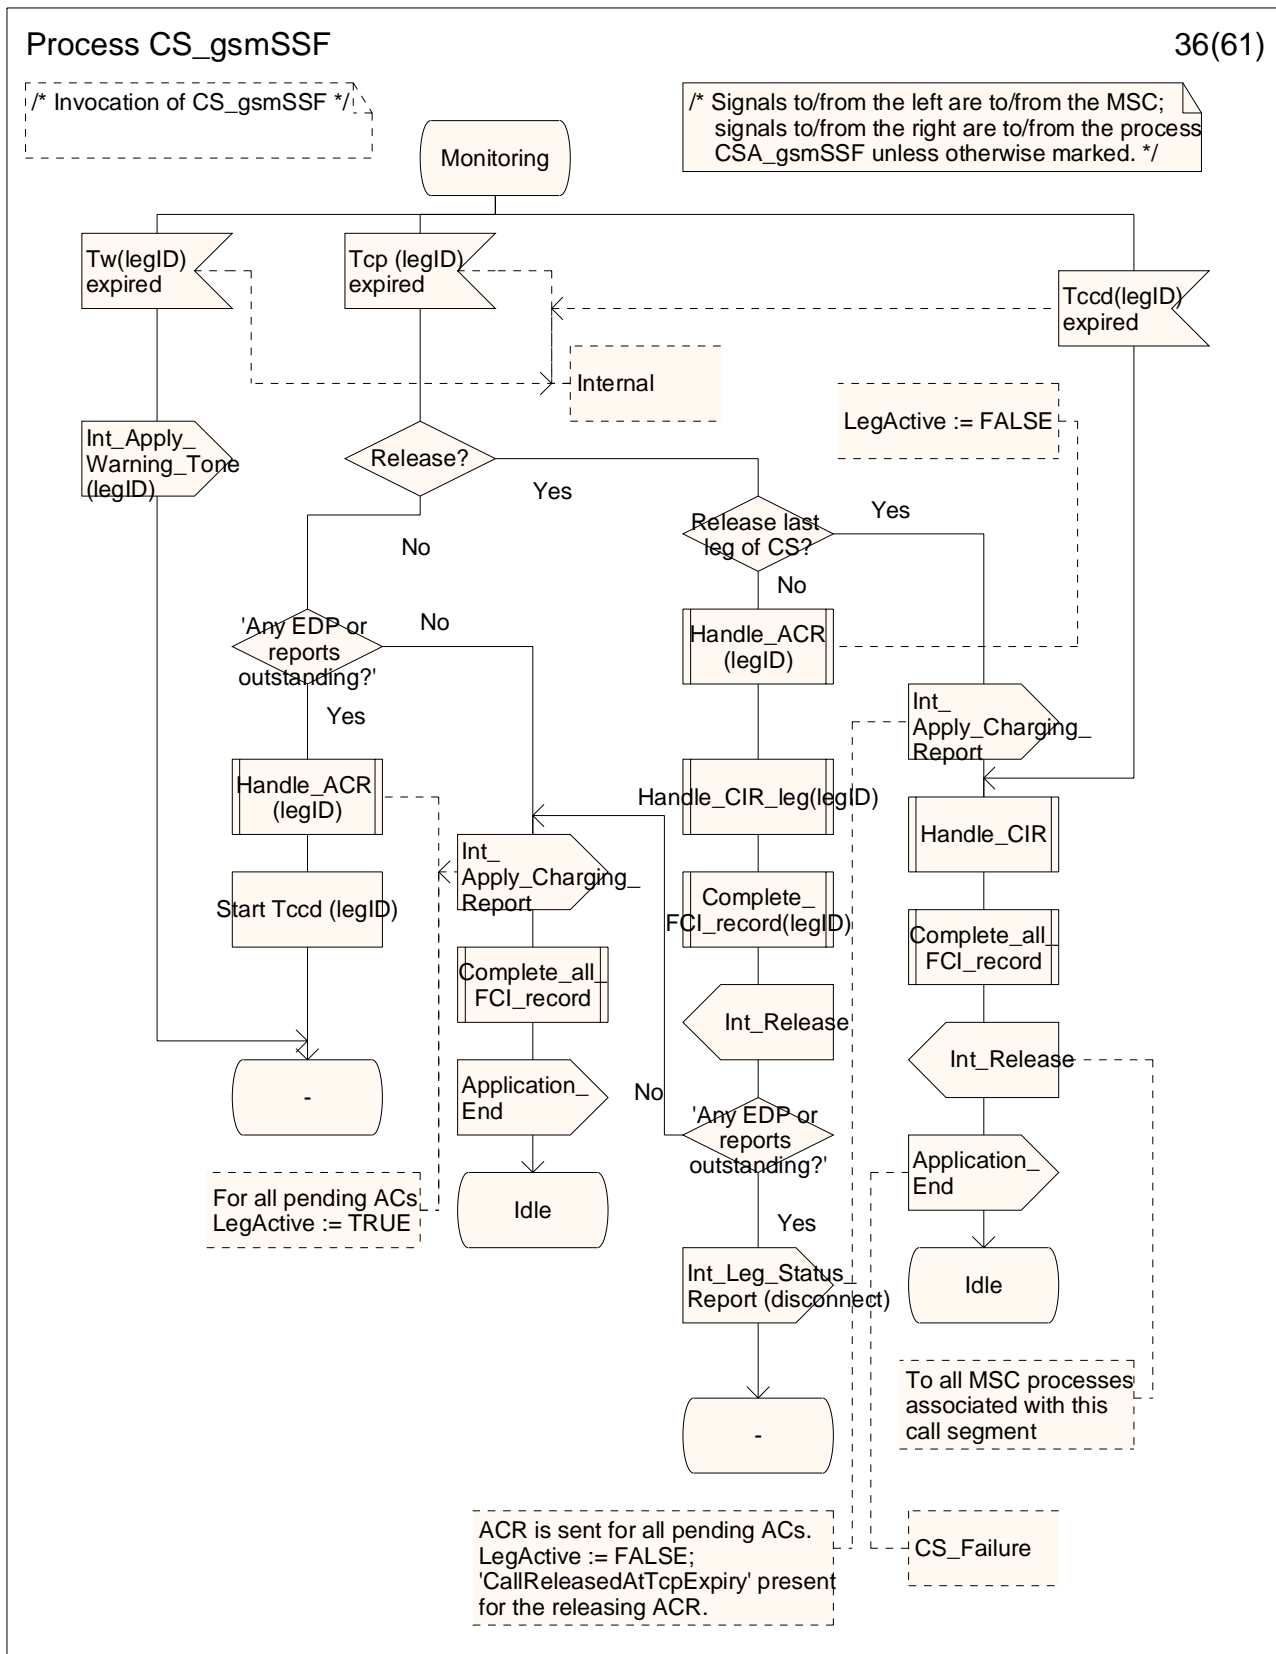 Process CS_gsmSSF
36(61)
/* Invocation of CS_gsmSSF */
/* Signals to/from the left are to/from the MSC;
signals to/from the right are to/from the process
CSA_gsmSSF unless otherwise marked. */
Monitoring
Tw(legID)
expired
Tcp (legID)
expired
Tccd(legID)
expired
Internal
LegActive := FALSE
Int_Apply_
Warning_Tone
(legID)
Release?
Yes
No
Release last
leg of CS?
Yes
No
'Any EDP or
reports
outstanding?'
No
Yes
Handle_ACR
(legID)
Int_
Apply_Charging_
Report
Handle_ACR
(legID)
Handle_CIR_leg(legID)
Handle_CIR
Int_
Apply_Charging_
Report
Start Tccd (legID)
Complete_
FCI_record(legID)
Complete_all_
FCI_record
Complete_all_
FCI_record
Int_Release
Int_Release
-
Application_
End
No
'Any EDP or
reports
outstanding?'
Application_
End
For all pending ACs
LegActive := TRUE
Idle
Yes
Int_Leg_Status_
Report (disconnect)
Idle
To all MSC processes
associated with this
call segment
-
ACR is sent for all pending ACs.
LegActive := FALSE;
'CallReleasedAtTcpExpiry' present
for the releasing ACR.
CS_Failure